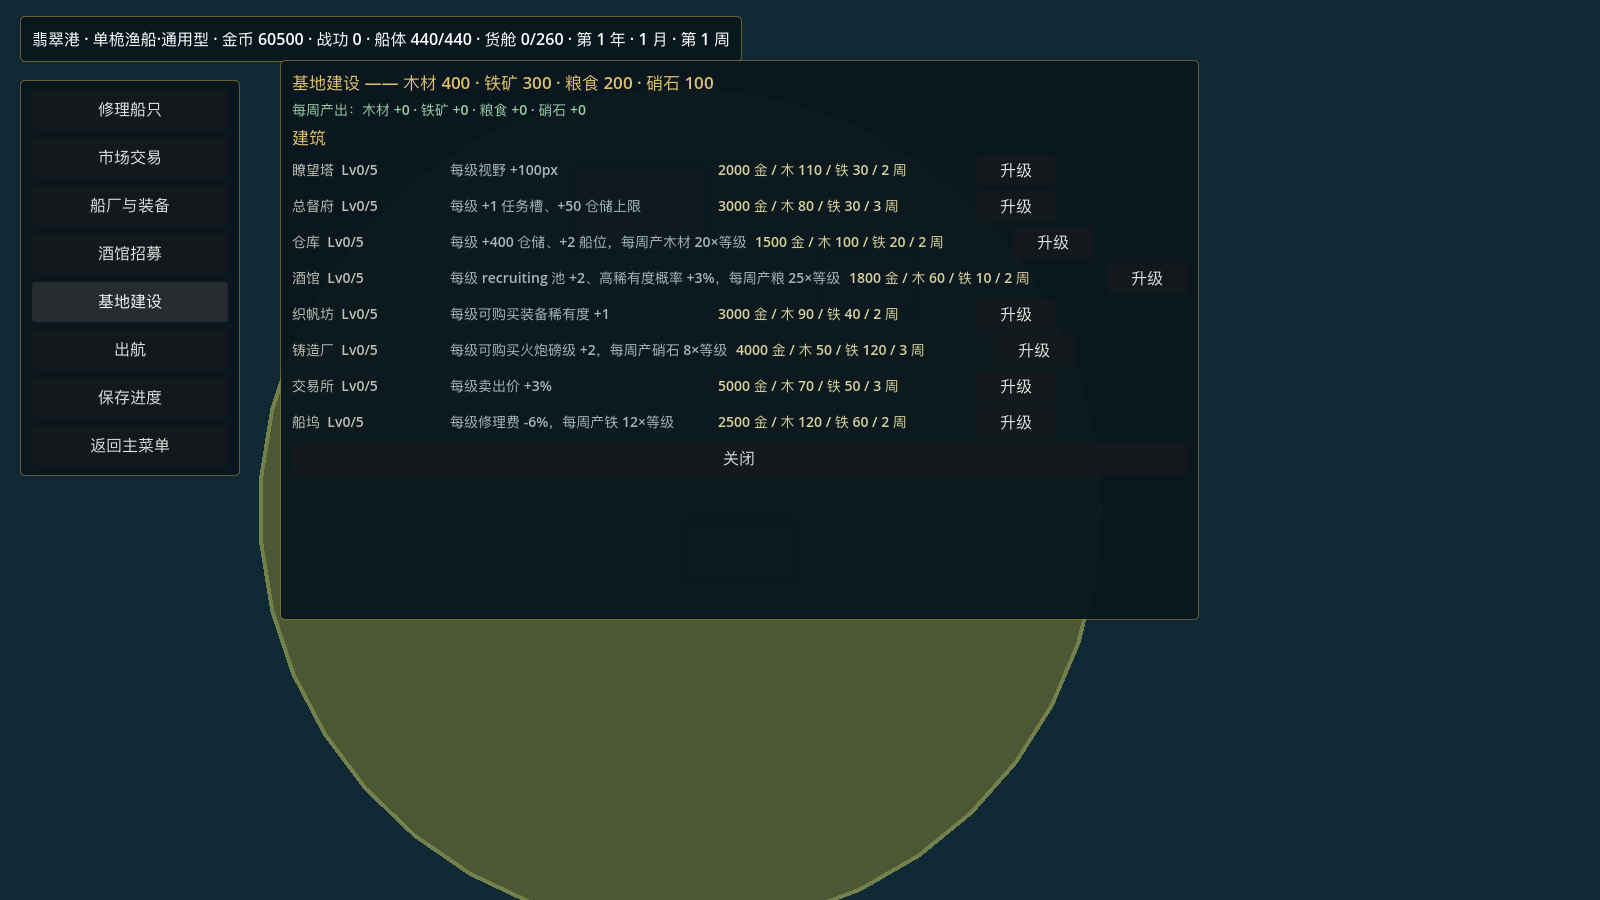 翡翠港 · 单桅渔船·通用型 · 金币 60500 · 战功 0 · 船体 440/440 · 货舱 0/260 · 第 1 年 · 1 月 · 第 1 周
修理船只
市场交易
船厂与装备
酒馆招募
基地建设
出航
保存进度
返回主菜单
基地建设 —— 木材 400 · 铁矿 300 · 粮食 200 · 硝石 100
每周产出：木材 +0 · 铁矿 +0 · 粮食 +0 · 硝石 +0
建筑
瞭望塔 Lv0/5 每级视野 +100px 2000 金 / 木 110 / 铁 30 / 2 周 升级
总督府 Lv0/5 每级 +1 任务槽、+50 仓储上限 3000 金 / 木 80 / 铁 30 / 3 周 升级
仓库 Lv0/5 每级 +400 仓储、+2 船位，每周产木材 20×等级 1500 金 / 木 100 / 铁 20 / 2 周 升级
酒馆 Lv0/5 每级 recruiting 池 +2、高稀有度概率 +3%，每周产粮 25×等级 1800 金 / 木 60 / 铁 10 / 2 周 升级
织帆坊 Lv0/5 每级可购买装备稀有度 +1 3000 金 / 木 90 / 铁 40 / 2 周 升级
铸造厂 Lv0/5 每级可购买火炮磅级 +2，每周产硝石 8×等级 4000 金 / 木 50 / 铁 120 / 3 周 升级
交易所 Lv0/5 每级卖出价 +3% 5000 金 / 木 70 / 铁 50 / 3 周 升级
船坞 Lv0/5 每级修理费 -6%，每周产铁 12×等级 2500 金 / 木 120 / 铁 60 / 2 周 升级
关闭